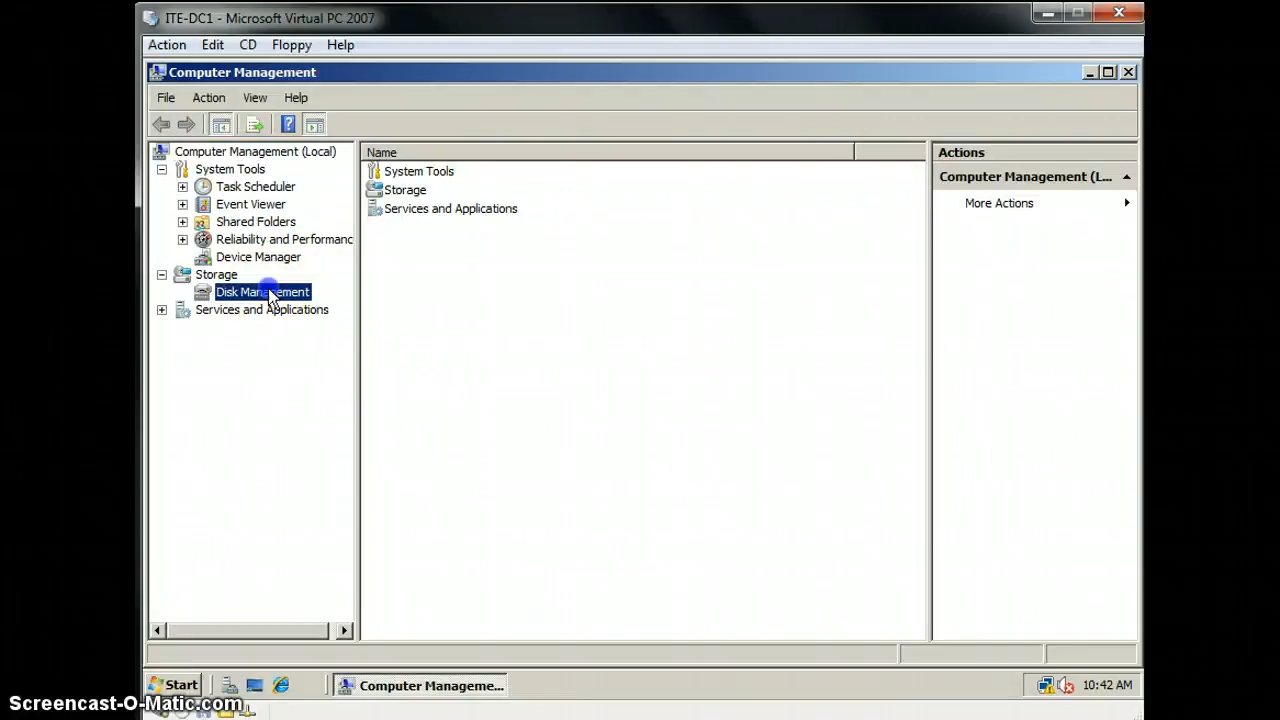 ITE-DC1 - Microsoft Virtual PC 2007
Action Edit CD Floppy Help
Computer Management
File Action View Help
Computer Management (Local)
System Tools
Task Scheduler
Event Viewer
Shared Folders
Reliability and Performanc
Device Manager
Storage
Disk Management
Services and Applications
Name
System Tools
Storage
Services and Applications
Actions
Computer Management (L...
More Actions
Start
Computer Manageme...
10:42 AM
Screencast-O-Matic.com